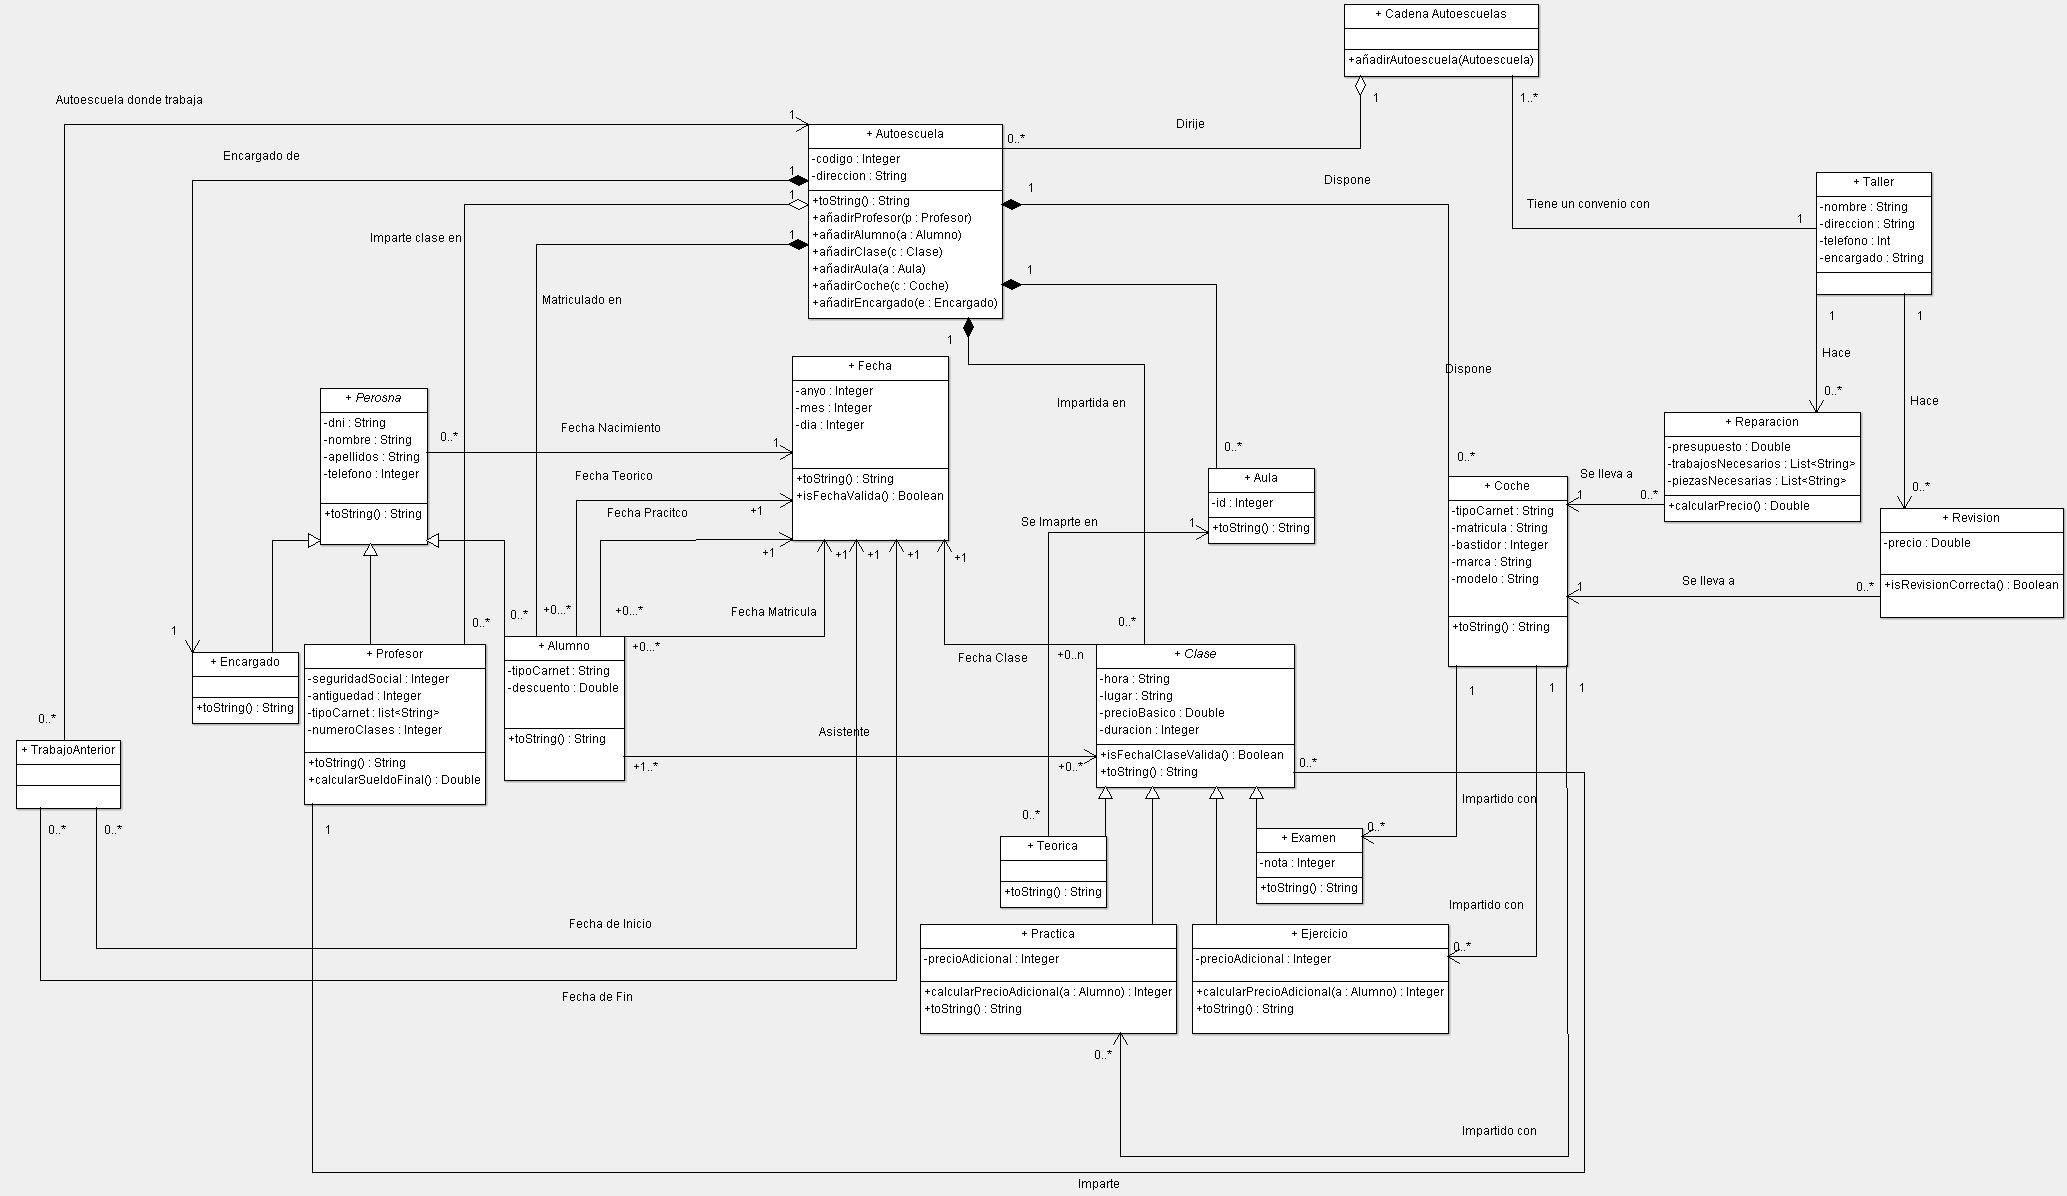 + Cadena Autoescuelas
+añadirAutoescuela(Autoescuela)
1
1..*
Autoescuela donde trabaja
1
Dirije
0..*
+ Autoescuela
-codigo : Integer
-direccion : String
+toString() : String
+añadirProfesor(p : Profesor)
+añadirAlumno(a : Alumno)
+añadirClase(c : Clase)
+añadirAula(a : Aula)
+añadirCoche(c : Coche)
+añadirEncargado(e : Encargado)
Encargado de
1
1
Imparte clase en
1
Matriculado en
1
Dispone
1
1
Tiene un convenio con
1
+ Taller
-nombre : String
-direccion : String
-telefono : Int
-encargado : String
1
1
Hace
0..*
Hace
0..*
Dispone
0..*
Impartida en
0..*
+ Fecha
-anyo : Integer
-mes : Integer
-dia : Integer
+toString() : String
+isFechaValida() : Boolean
+ Perosna
-dni : String
-nombre : String
-apellidos : String
-telefono : Integer
+toString() : String
0..*
Fecha Nacimiento
1
Fecha Teorico
+1
Fecha Pracitco
+1
+1
+1
+1
+1
+ Aula
-id : Integer
+toString() : String
Se Imaprte en
1
+ Coche
-tipoCarnet : String
-matricula : String
-bastidor : Integer
-marca : String
-modelo : String
+toString() : String
+ Reparacion
-presupuesto : Double
-trabajosNecesarios : List<String>
-piezasNecesarias : List<String>
+calcularPrecio() : Double
Se lleva a
1
0..*
+ Revision
-precio : Double
+isRevisionCorrecta() : Boolean
Se lleva a
1
0..*
1
0..*
0..*
+0...*
+0...*
Fecha Matricula
+0...*
0..*
+ Encargado
+toString() : String
+ Profesor
-seguridadSocial : Integer
-antiguedad : Integer
-tipoCarnet : list<String>
-numeroClases : Integer
+toString() : String
+calcularSueldoFinal() : Double
+ Alumno
-tipoCarnet : String
-descuento : Double
+toString() : String
Fecha Clase
+0..n
+ Clase
-hora : String
-lugar : String
-precioBasico : Double
-duracion : Integer
+isFechalClaseValida() : Boolean
+toString() : String
1
1
1
0..*
+ TrabajoAnterior
Asistente
+1..*
+0..*
0..*
0..*
0..*
1
0..*
+ Teorica
+toString() : String
+ Examen
-nota : Integer
+toString() : String
Impartido con
0..*
Impartido con
0..*
+ Practica
-precioAdicional : Integer
+calcularPrecioAdicional(a : Alumno) : Integer
+toString() : String
+ Ejercicio
-precioAdicional : Integer
+calcularPrecioAdicional(a : Alumno) : Integer
+toString() : String
Fecha de Inicio
Fecha de Fin
0..*
Impartido con
Imparte